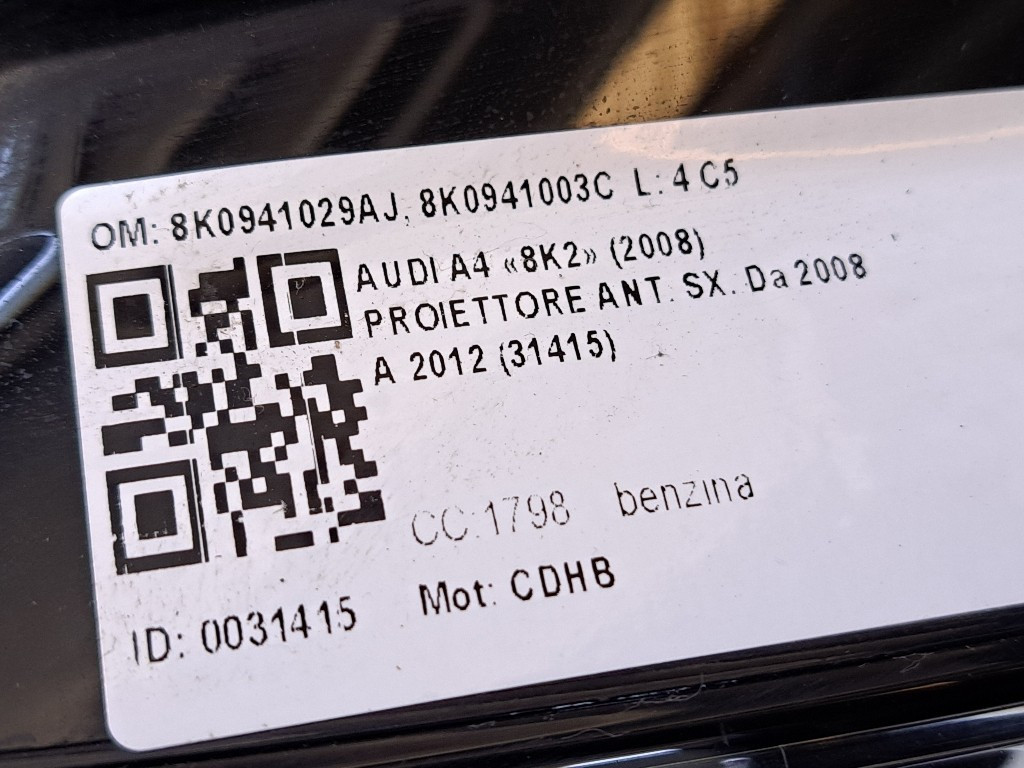 OM: 8K0941029AJ, 8K0941003C L: 4 C5
AUDI A4 «8K2» (2008)
PROIETTORE ANT. SX. Da 2008
A 2012 (31415)
CC:1798 benzina
Mot: CDHB
ID: 0031415